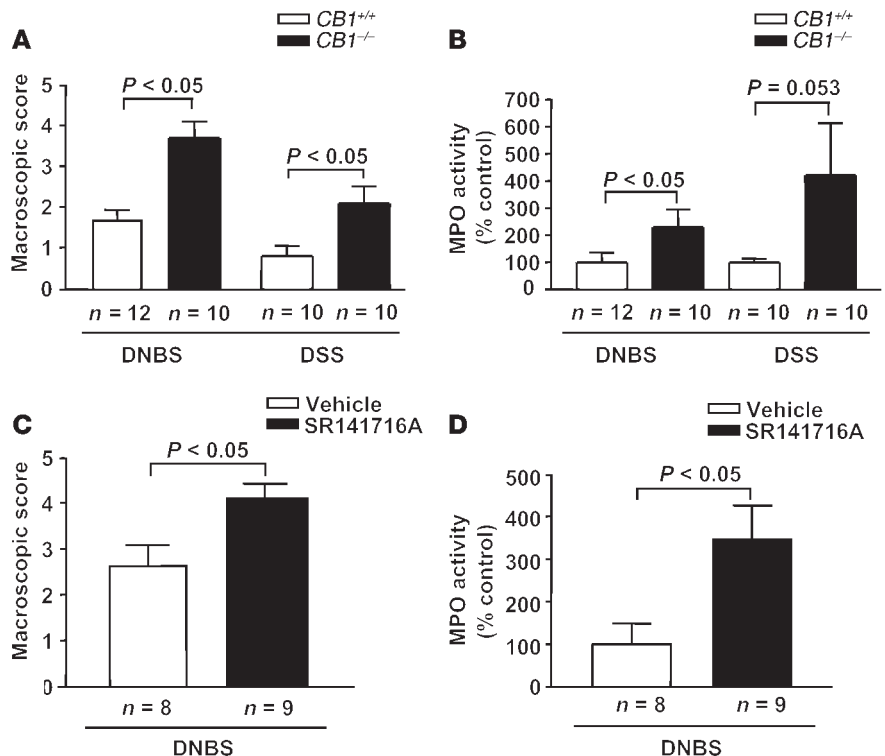 A
CB1+/+
CB1−/−
Macroscopic score
5
4
3
2
1
0
P < 0.05
P < 0.05
n = 12 n = 10 n = 10 n = 10
DNBS DSS
B
CB1+/+
CB1−/−
MPO activity
(% control)
700
600
500
400
300
200
100
0
P < 0.05
P = 0.053
n = 12 n = 10 n = 10 n = 10
DNBS DSS
C
Vehicle
SR141716A
Macroscopic score
5
4
3
2
1
0
P < 0.05
n = 8 n = 9
DNBS
D
Vehicle
SR141716A
MPO activity
(% control)
500
400
300
200
100
0
P < 0.05
n = 8 n = 9
DNBS